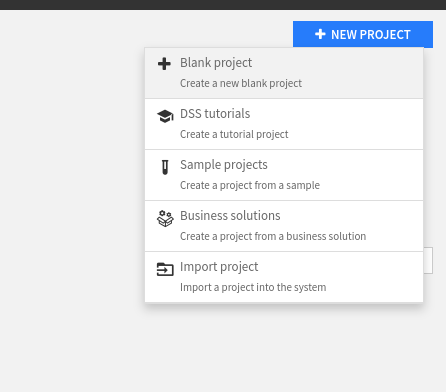 NEW PROJECT
Blank project
Create a new blank project
DSS tutorials
Create a tutorial project
Sample projects
Create a project from a sample
Business solutions
Create a project from a business solution
Import project
Import a project into the system